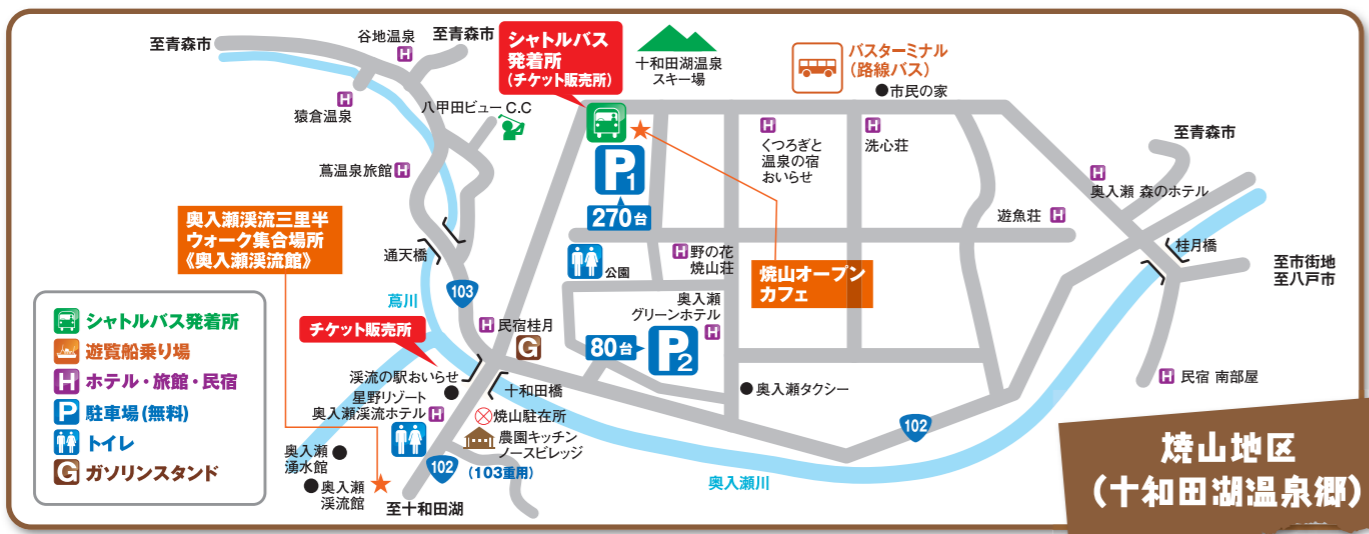 至青森市
谷地温泉
H
至青森市
シャトルバス
発着所
(チケット販売所)
十和田湖温泉
スキー場
バスターミナル
(路線バス)
市民の家
H
猿倉温泉
八甲田ビューC.C
H
くつろぎと
温泉の宿
おいらせ
H
洗心荘
至青森市
蔦温泉旅館
H
P1
270台
H
奥入瀬 森のホテル
遊魚荘
H
奥入瀬渓流三里半
ウォーク集合場所
《奥入瀬渓流館》
通天橋
公園
H
野の花
焼山荘
焼山オープン
カフェ
桂月橋
至市街地
至八戸市
103
蔦川
奥入瀬
グリーンホテル
H
シャトルバス発着所
遊覧船乗り場
H
ホテル・旅館・民宿
P
駐車場(無料)
トイレ
G
ガソリンスタンド
チケット販売所
H
民宿桂月
G
80台
P2
渓流の駅おいらせ
十和田橋
奥入瀬タクシー
H
民宿 南部屋
星野リゾート
奥入瀬渓流ホテル
H
焼山駐在所
農園キッチン
ノースビレッジ
102
奥入瀬
湧水館
102
(103重用)
奥入瀬川
奥入瀬
渓流館
至十和田湖
焼山地区
(十和田湖温泉郷)